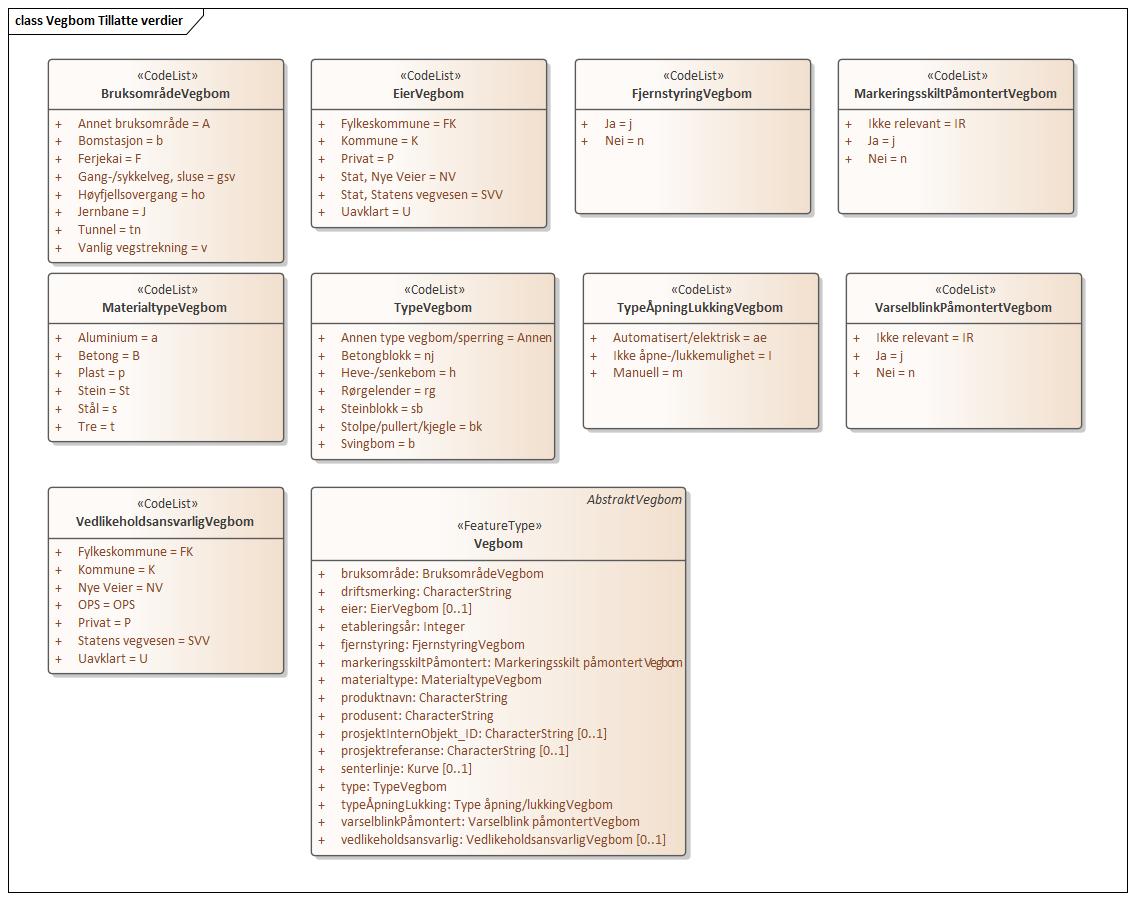 class Vegbom Tillatte verdier
«CodeList»
BruksområdeVegbom
+ Annet bruksområde = A
+ Bomstasjon = b
+ Ferjekai = F
+ Gang-/sykkelveg, sluse = gsv
+ Høyfjellsovergang = ho
+ Jernbane = J
+ Tunnel = tn
+ Vanlig vegstrekning = v
«CodeList»
EierVegbom
+ Fylkeskommune = FK
+ Kommune = K
+ Privat = P
+ Stat, Nye Veier = NV
+ Stat, Statens vegvesen = SVV
+ Uavklart = U
«CodeList»
FjernstyringVegbom
+ Ja = j
+ Nei = n
«CodeList»
MarkeringsskiltPåmontertVegbom
+ Ikke relevant = IR
+ Ja = j
+ Nei = n
«CodeList»
MaterialtypeVegbom
+ Aluminium = a
+ Betong = B
+ Plast = p
+ Stein = St
+ Stål = s
+ Tre = t
«CodeList»
TypeVegbom
+ Annen type vegbom/sperring = Annen
+ Betongblokk = nj
+ Heve-/senkebom = h
+ Rørgelender = rg
+ Steinblokk = sb
+ Stolpe/pullert/kjegle = bk
+ Svingbom = b
«CodeList»
TypeÅpningLukkingVegbom
+ Automatisert/elektrisk = ae
+ Ikke åpne-/lukkemulighet = I
+ Manuell = m
«CodeList»
VarselblinkPåmontertVegbom
+ Ikke relevant = IR
+ Ja = j
+ Nei = n
«CodeList»
VedlikeholdsansvarligVegbom
+ Fylkeskommune = FK
+ Kommune = K
+ Nye Veier = NV
+ OPS = OPS
+ Privat = P
+ Statens vegvesen = SVV
+ Uavklart = U
AbstraktVegbom
«FeatureType»
Vegbom
+ bruksområde: BruksområdeVegbom
+ driftsmerking: CharacterString
+ eier: EierVegbom [0..1]
+ etableringsår: Integer
+ fjernstyring: FjernstyringVegbom
+ markeringsskiltPåmontert: Markeringsskilt påmontertVegbom
+ materialtype: MaterialtypeVegbom
+ produktnavn: CharacterString
+ produsent: CharacterString
+ prosjektInternObjekt_ID: CharacterString [0..1]
+ prosjektreferanse: CharacterString [0..1]
+ senterlinje: Kurve [0..1]
+ type: TypeVegbom
+ typeÅpningLukking: Type åpning/lukkingVegbom
+ varselblinkPåmontert: Varselblink påmontertVegbom
+ vedlikeholdsansvarlig: VedlikeholdsansvarligVegbom [0..1]